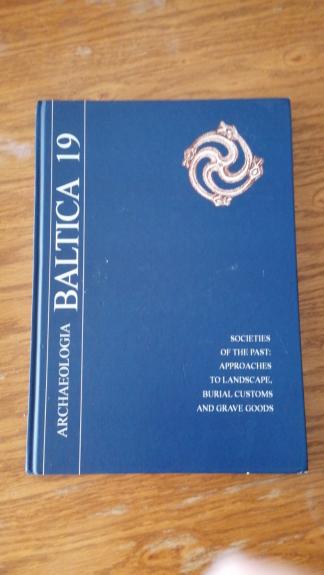 ARCHAEOLOGIA BALTICA 19
SOCIETIES
OF THE PAST:
APPROACHES
TO LANDSCAPE,
BURIAL CUSTOMS
AND GRAVE GOODS